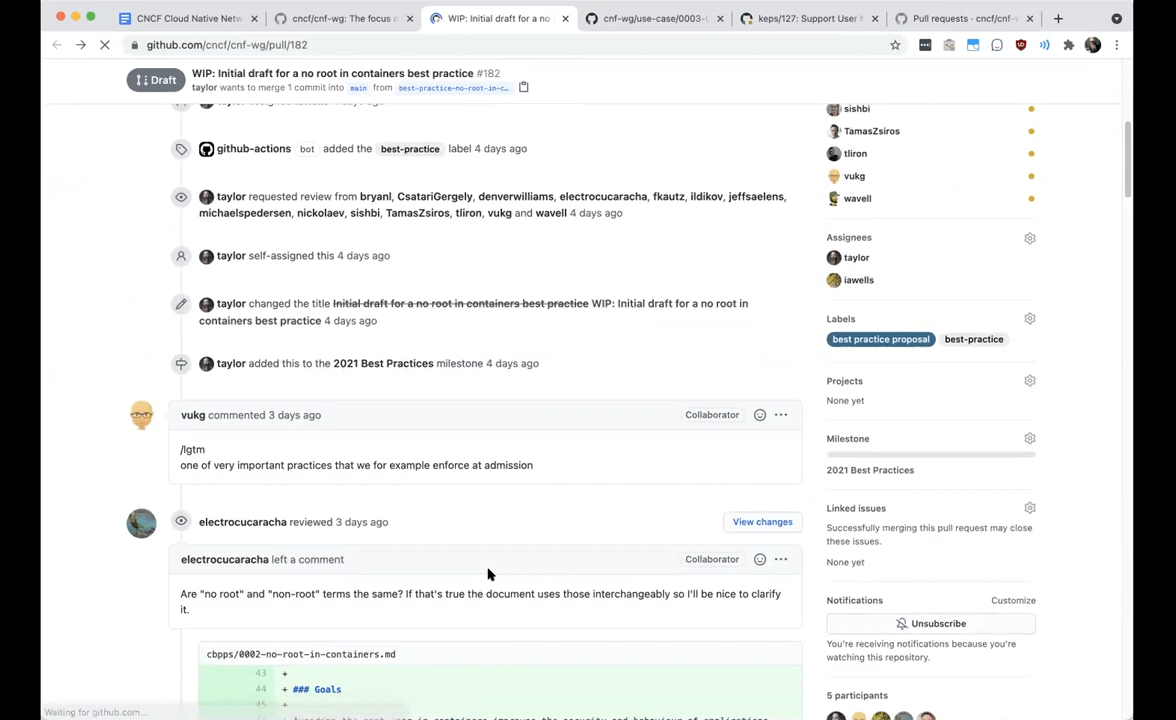 CNCF Cloud Native Netw
cnf/cnf-wg: The focus o
WIP: Initial draft for a no
cnf-wg/use-case/0003-
keps/127: Support User
Pull requests · cncf/cnf-w
github.com/cncf/cnf-wg/pull/182
Draft
WIP: Initial draft for a no root in containers best practice #182
taylor wants to merge 1 commit into main from best-practice-no-root-in-c…
github-actions bot added the best-practice label 4 days ago
taylor requested review from bryanl, CsatariGergely, denverwilliams, electrocucaracha, fkautz, ildikov, jeffsaelens,
michaelspedersen, nickolaev, sishbi, TamasZsiros, tliron, vukg and wavell 4 days ago
taylor self-assigned this 4 days ago
taylor changed the title Initial draft for a no root in containers best practice WIP: Initial draft for a no root in
containers best practice 4 days ago
taylor added this to the 2021 Best Practices milestone 4 days ago
vukg commented 3 days ago
Collaborator
/lgtm
one of very important practices that we for example enforce at admission
electrocucaracha reviewed 3 days ago
View changes
electrocucaracha left a comment
Collaborator
Are "no root" and "non-root" terms the same? If that's true the document uses those interchangeably so I'll be nice to clarify
it.
cbpps/0002-no-root-in-containers.md
43 +
44 + ### Goals
45 +
sishbi
TamasZsiros
tliron
vukg
wavell
Assignees
taylor
iawells
Labels
best practice proposal best-practice
Projects
None yet
Milestone
2021 Best Practices
Linked issues
Successfully merging this pull request may close
these issues.
None yet
Notifications
Customize
Unsubscribe
You're receiving notifications because you're
watching this repository.
5 participants
Waiting for github.com...